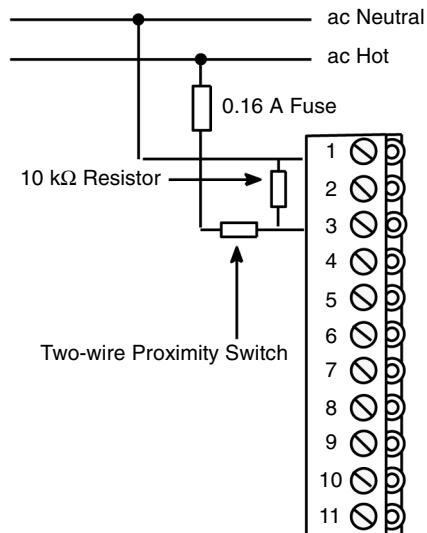 ac Neutral
ac Hot
0.16 A Fuse
1
10 kΩ Resistor
2
3
4
5
6
Two-wire Proximity Switch
7
8
9
10
11